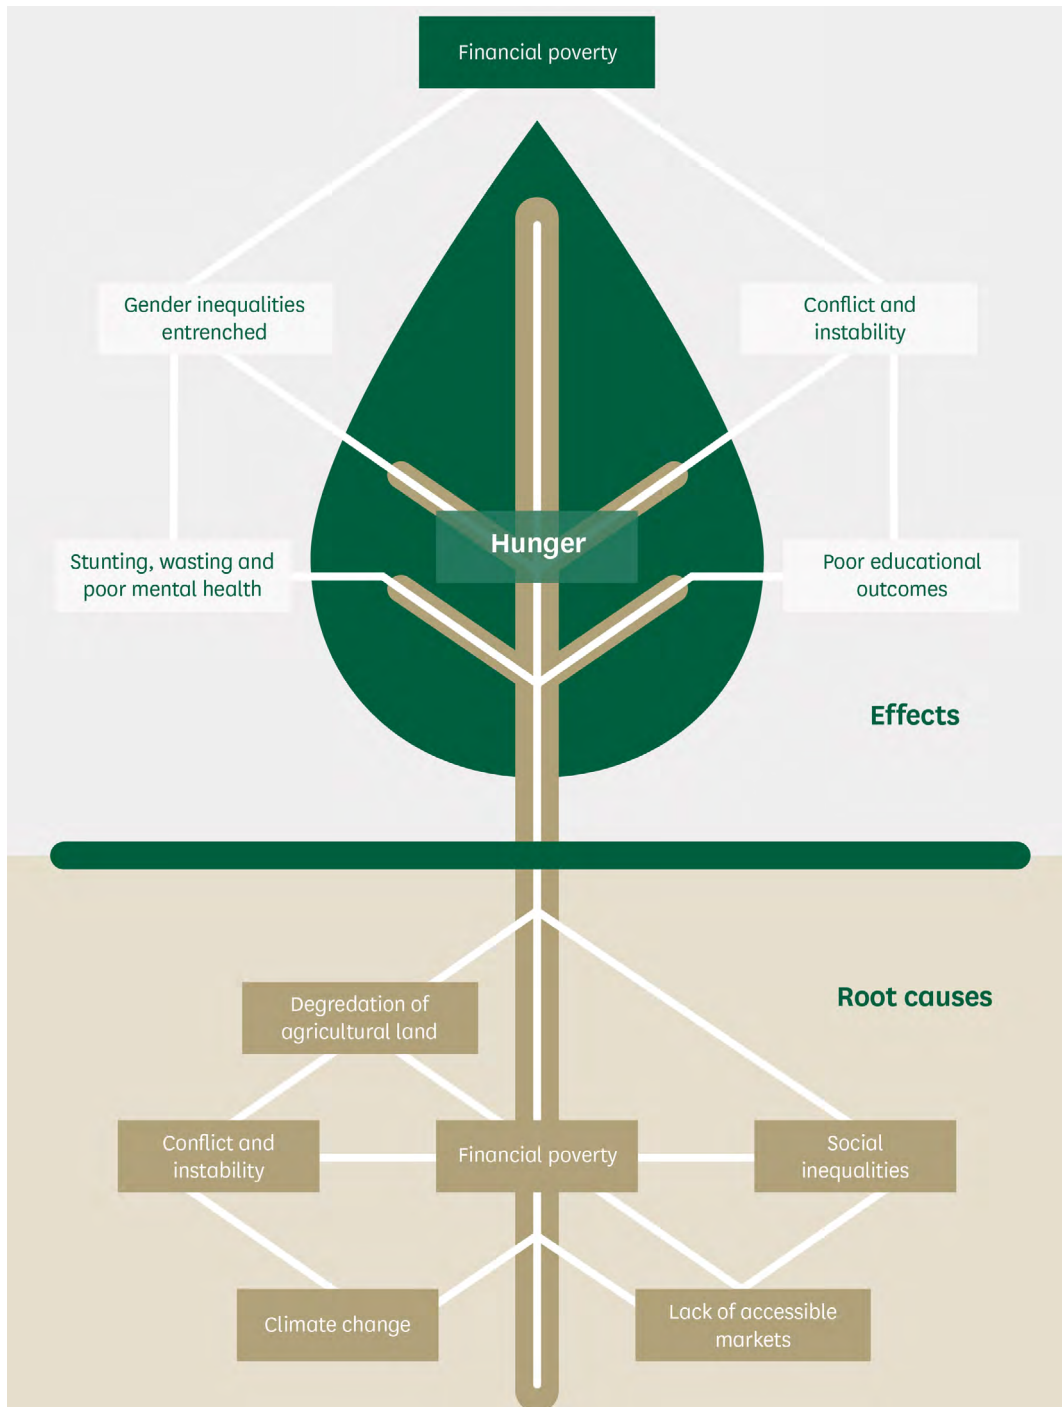 Financial poverty
Gender inequalities
entrenched
Conflict and
instability
Hunger
Stunting, wasting and
poor mental health
Poor educational
outcomes
Effects
Root causes
Degredation of
agricultural land
Conflict and
instability
Financial poverty
Social
inequalities
Climate change
Lack of accessible
markets